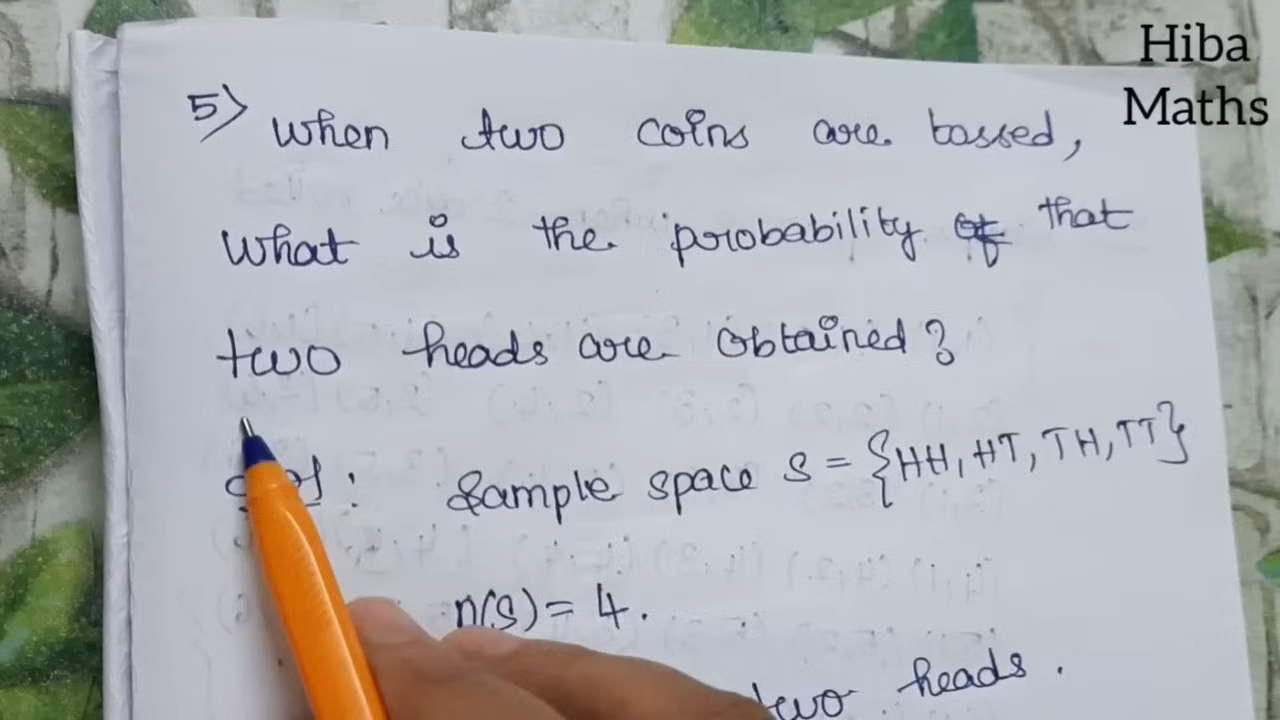 Hiba
Maths
5) When two coins are tossed,
what is the probability that
two heads are obtained?
Sol: Sample space S = {HH, HT, TH, TT}
n(S) = 4.
two heads.